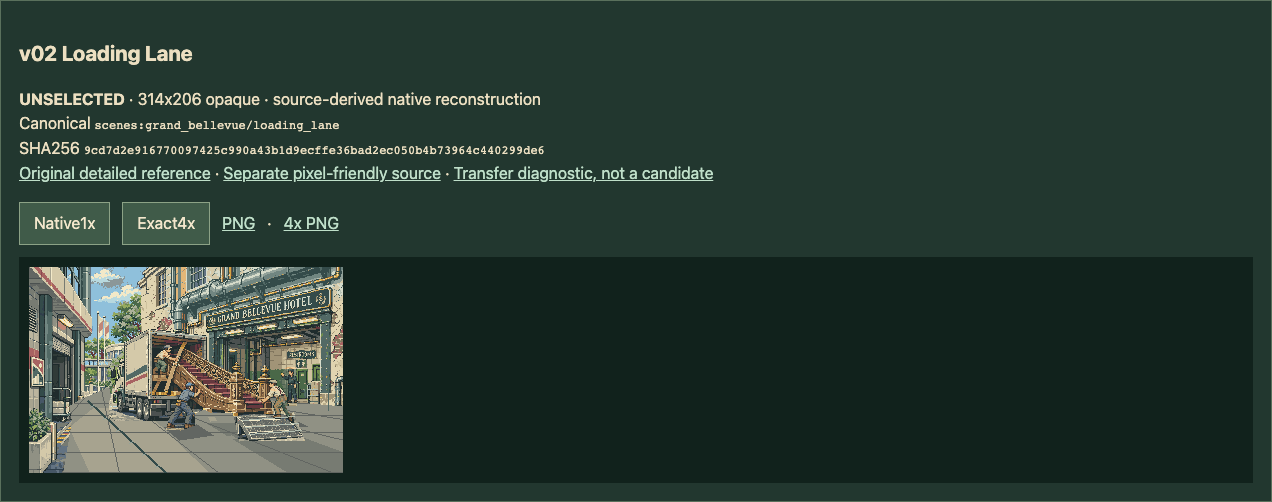 v02 Loading Lane
UNSELECTED · 314x206 opaque · source-derived native reconstruction
Canonical scenes:grand_bellevue/loading_lane
SHA256 9cd7d2e916770097425c990a43b1d9ecffe36bad2ec050b4b73964c440299de6
Original detailed reference · Separate pixel-friendly source · Transfer diagnostic, not a candidate
Native1x Exact4x PNG · 4x PNG
GRAND BELLEVUE HOTEL